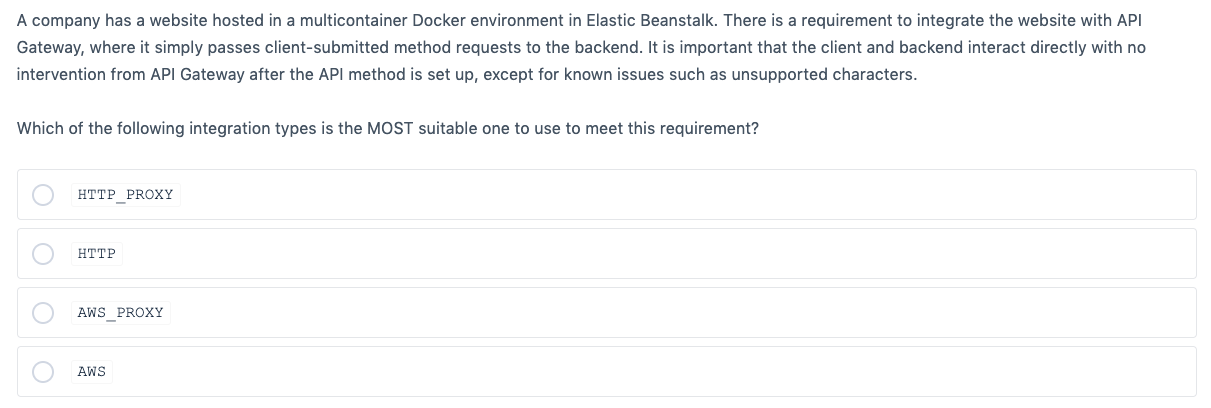 A company has a website hosted in a multicontainer Docker environment in Elastic Beanstalk. There is a requirement to integrate the website with API
Gateway, where it simply passes client-submitted method requests to the backend. It is important that the client and backend interact directly with no
intervention from API Gateway after the API method is set up, except for known issues such as unsupported characters.
Which of the following integration types is the MOST suitable one to use to meet this requirement?
HTTP_PROXY
HTTP
AWS_PROXY
AWS